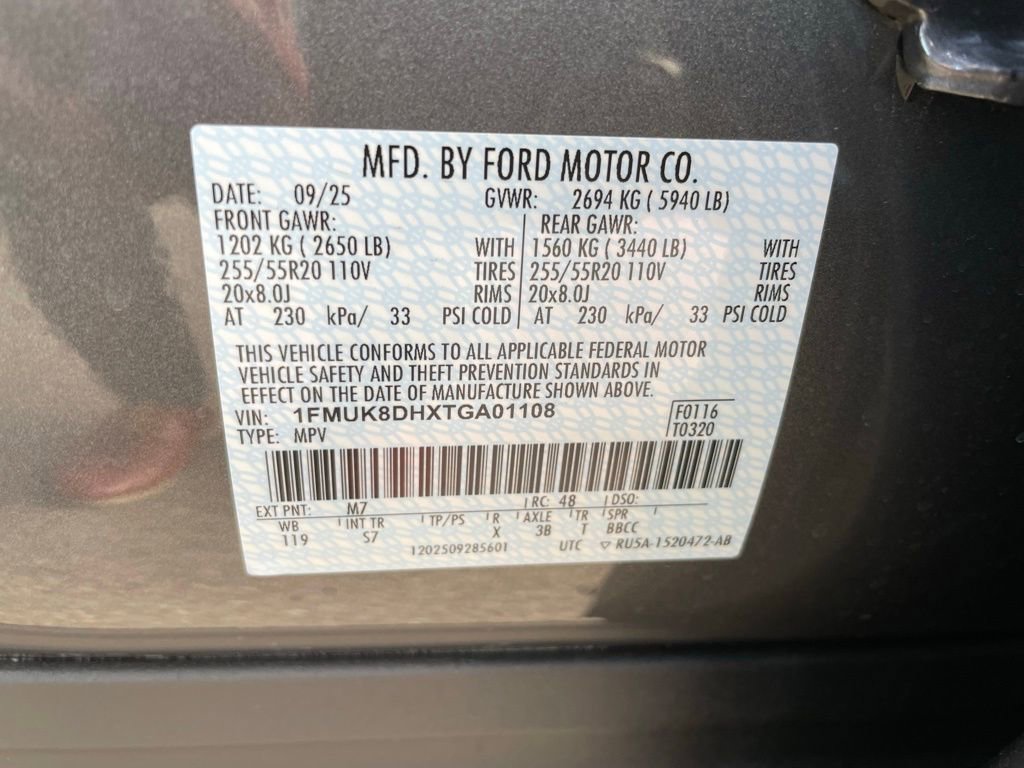 MFD. BY FORD MOTOR CO.
DATE: 09/25 GVWR: 2694 KG ( 5940 LB)
FRONT GAWR: REAR GAWR:
1202 KG ( 2650 LB) WITH 1560 KG ( 3440 LB) WITH
255/55R20 110V TIRES 255/55R20 110V TIRES
20x8.0J RIMS 20x8.0J RIMS
AT 230 kPa/ 33 PSI COLD AT 230 kPa/ 33 PSI COLD
THIS VEHICLE CONFORMS TO ALL APPLICABLE FEDERAL MOTOR
VEHICLE SAFETY AND THEFT PREVENTION STANDARDS IN
EFFECT ON THE DATE OF MANUFACTURE SHOWN ABOVE.
VIN: 1FMUK8DHXTGA01108 F0116
TYPE: MPV T0320
EXT PNT: M7 RC: 48 DSO:
WB INT TR TP/PS R AXLE TR SPR
119 S7 X 3B T BBCC
1202509285601 UTC ▽ RU5A-1520472-AB